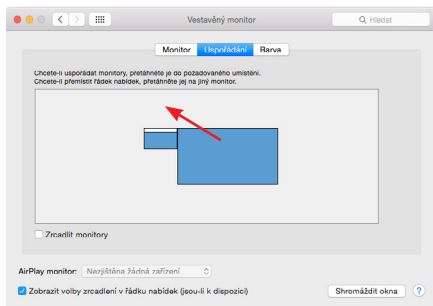 Vestavěný monitor
Hledat
Monitor Uspořádání Barva
Chcete-li uspořádat monitory, přetáhněte je do požadovaného umístění.
Chcete-li přemístit řádek nabídek, přetáhněte jej na jiný monitor.
Zrcadlit monitory
AirPlay monitor: Nezjištěna žádná zařízení
Zobrazit volby zrcadlení v řádku nabídek (jsou-li k dispozici)
Shromáždit okna ?